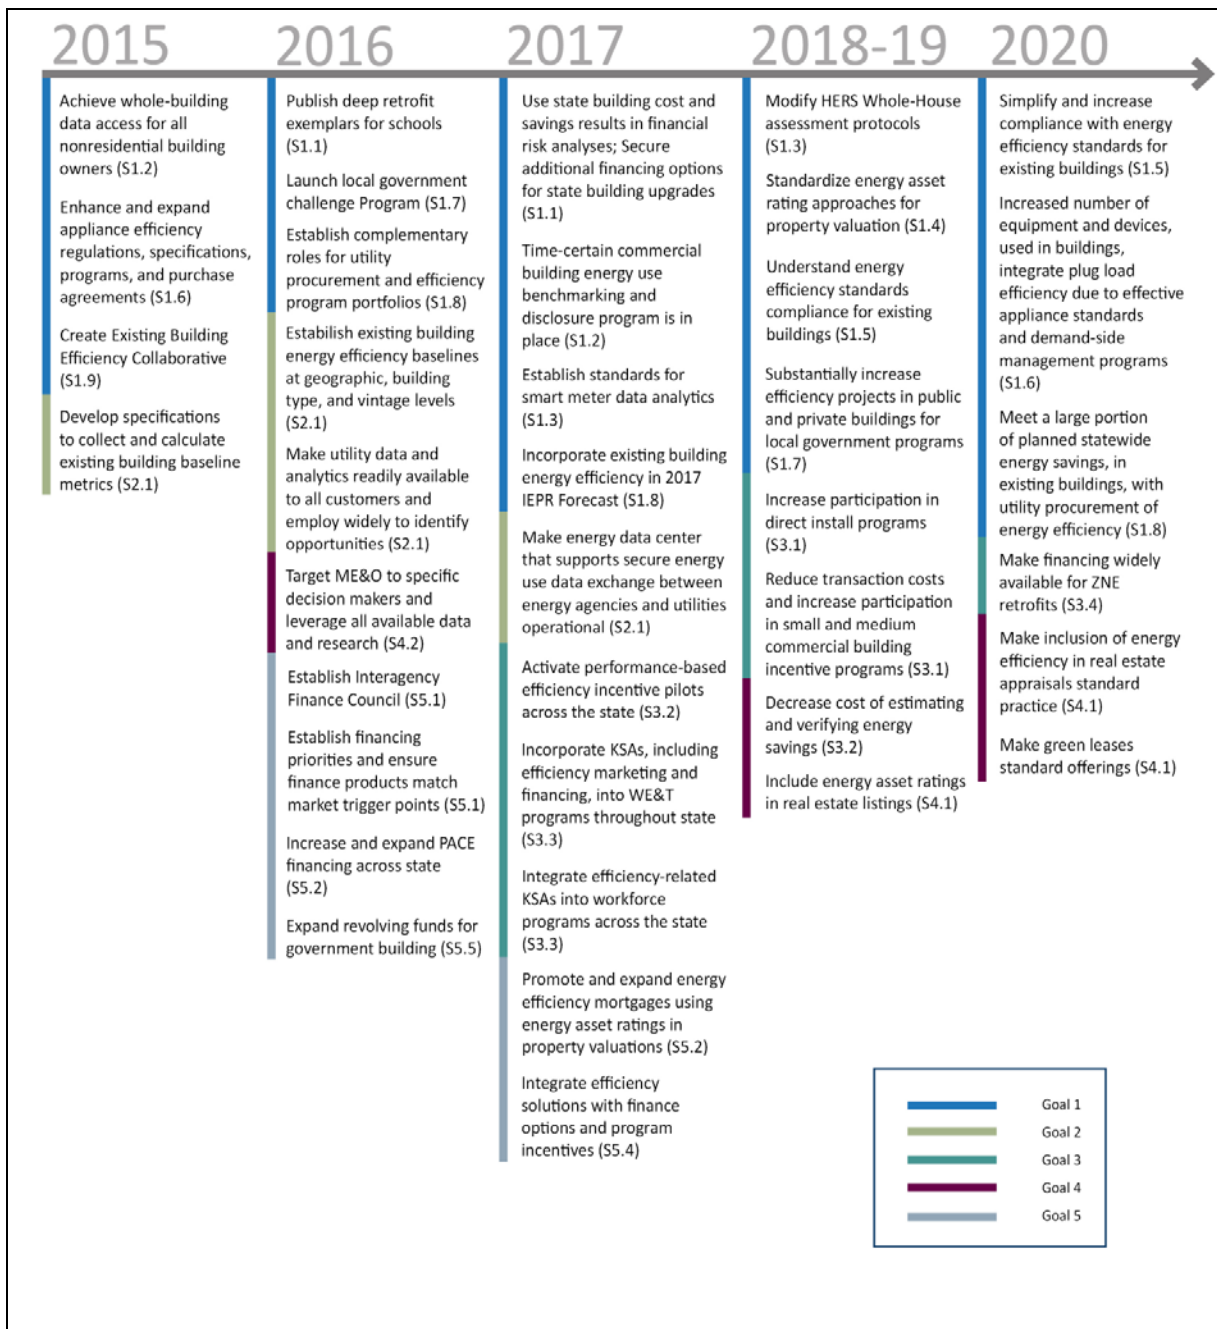 2015
Achieve whole-building
data access for all
nonresidential building
owners (S1.2)
Enhance and expand
appliance efficiency
regulations, specifications,
programs, and purchase
agreements (S1.6)
Create Existing Building
Efficiency Collaborative
(S1.9)
Develop specifications
to collect and calculate
existing building baseline
metrics (S2.1)
2016
Publish deep retrofit
exemplars for schools
(S1.1)
Launch local government
challenge Program (S1.7)
Establish complementary
roles for utility
procurement and efficiency
program portfolios (S1.8)
Estabilish existing building
energy efficiency baselines
at geographic, building
type, and vintage levels
(S2.1)
Make utility data and
analytics readily available
to all customers and
employ widely to identify
opportunities (S2.1)
Target ME&O to specific
decision makers and
leverage all available data
and research (S4.2)
Establish Interagency
Finance Council (S5.1)
Establish financing
priorities and ensure
finance products match
market trigger points (S5.1)
Increase and expand PACE
financing across state
(S5.2)
Expand revolving funds for
government building (S5.5)
2017
Use state building cost and
savings results in financial
risk analyses; Secure
additional financing options
for state building upgrades
(S1.1)
Time-certain commercial
building energy use
benchmarking and
disclosure program is in
place (S1.2)
Establish standards for
smart meter data analytics
(S1.3)
Incorporate existing building
energy efficiency in 2017
IEPR Forecast (S1.8)
Make energy data center
that supports secure energy
use data exchange between
energy agencies and utilities
operational (S2.1)
Activate performance-based
efficiency incentive pilots
across the state (S3.2)
Incorporate KSAs, including
efficiency marketing and
financing, into WE&T
programs throughout state
(S3.3)
Integrate efficiency-related
KSAs into workforce
programs across the state
(S3.3)
Promote and expand energy
efficiency mortgages using
energy asset ratings in
property valuations (S5.2)
Integrate efficiency
solutions with finance
options and program
incentives (S5.4)
2018-19
Modify HERS Whole-House
assessment protocols
(S1.3)
Standardize energy asset
rating approaches for
property valuation (S1.4)
Understand energy
efficiency standards
compliance for existing
buildings (S1.5)
Substantially increase
efficiency projects in public
and private buildings for
local government programs
(S1.7)
Increase participation in
direct install programs
(S3.1)
Reduce transaction costs
and increase participation
in small and medium
commercial building
incentive programs (S3.1)
Decrease cost of estimating
and verifying energy
savings (S3.2)
Include energy asset ratings
in real estate listings (S4.1)
2020
Simplify and increase
compliance with energy
efficiency standards for
existing buildings (S1.5)
Increased number of
equipment and devices,
used in buildings,
integrate plug load
efficiency due to effective
appliance standards
and demand-side
management programs
(S1.6)
Meet a large portion
of planned statewide
energy savings, in
existing buildings, with
utility procurement of
energy efficiency (S1.8)
Make financing widely
available for ZNE
retrofits (S3.4)
Make inclusion of energy
efficiency in real estate
appraisals standard
practice (S4.1)
Make green leases
standard offerings (S4.1)
Goal 1
Goal 2
Goal 3
Goal 4
Goal 5